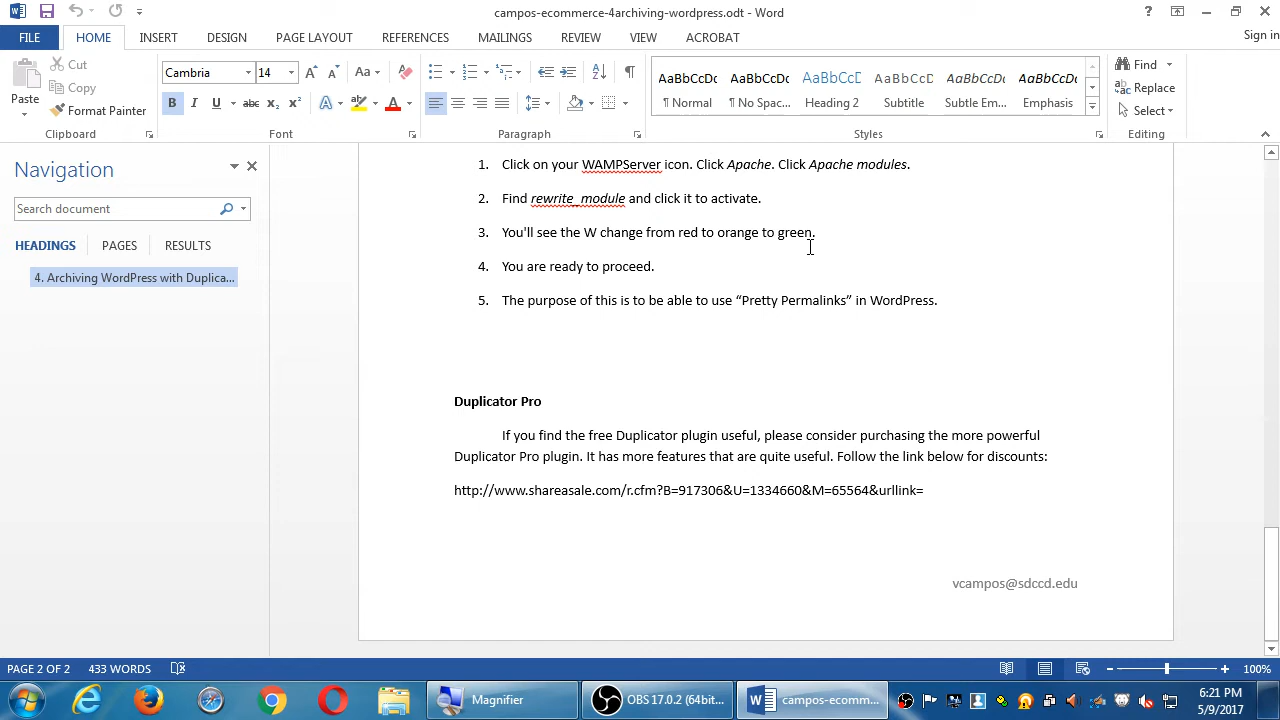 campos-ecommerce-4archiving-wordpress.odt - Word
FILE HOME INSERT DESIGN PAGE LAYOUT REFERENCES MAILINGS REVIEW VIEW ACROBAT Sign in
Paste
Cut
Copy
Format Painter
Clipboard
Cambria 14
Aa
B I U abc x₂ x²
Font
Paragraph
AaBbCcDc AaBbCcDc AaBbCcD AaBbCcDc AaBbCcDc AaBbCcDc
¶ Normal ¶ No Spac... Heading 2 Subtitle Subtle Em... Emphasis
Styles
Find
Replace
Select
Editing
Navigation
Search document
HEADINGS PAGES RESULTS
4. Archiving WordPress with Duplica...
1. Click on your WAMPServer icon. Click Apache. Click Apache modules.
2. Find rewrite_module and click it to activate.
3. You'll see the W change from red to orange to green.
4. You are ready to proceed.
5. The purpose of this is to be able to use “Pretty Permalinks” in WordPress.
Duplicator Pro
If you find the free Duplicator plugin useful, please consider purchasing the more powerful
Duplicator Pro plugin. It has more features that are quite useful. Follow the link below for discounts:
http://www.shareasale.com/r.cfm?B=917306&U=1334660&M=65564&urllink=
vcampos@sdccd.edu
PAGE 2 OF 2 433 WORDS 100%
Magnifier OBS 17.0.2 (64bit... campos-ecomm...
6:21 PM
5/9/2017